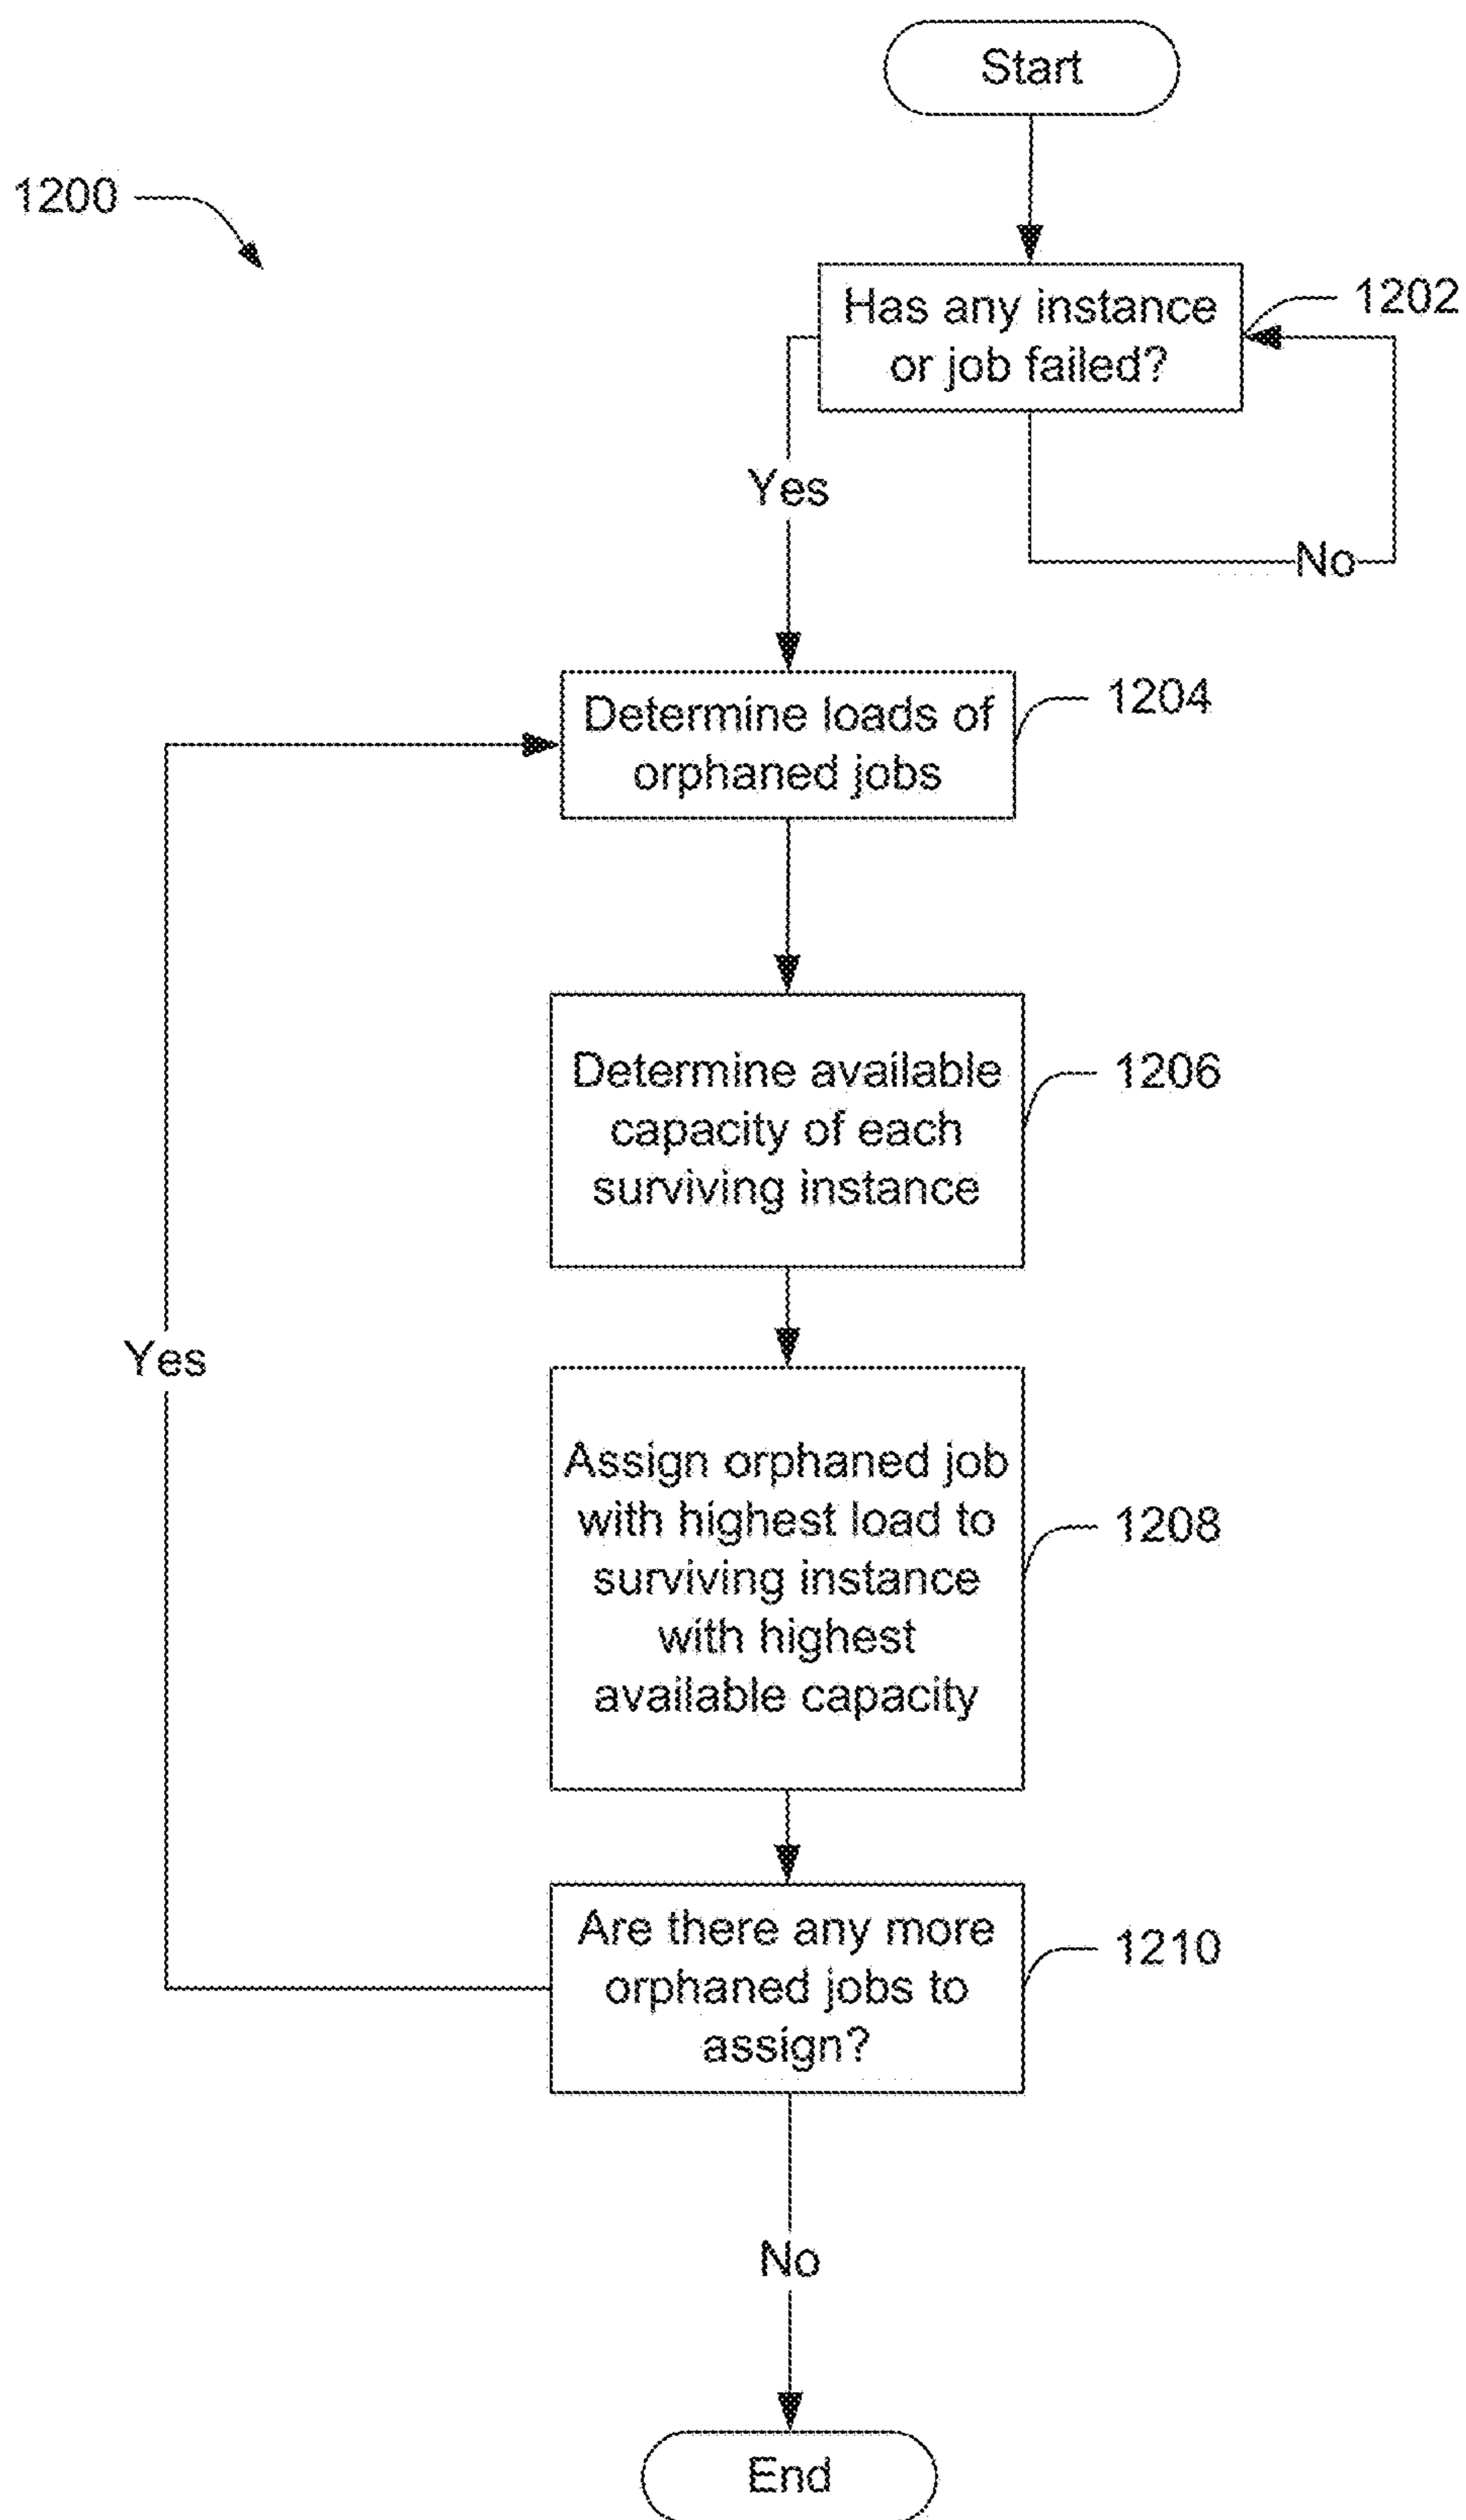 Start
1200
Has any instance
or job failed?
1202
Yes
No
Determine loads of
orphaned jobs
1204
Determine available
capacity of each
surviving instance
1206
Yes
Assign orphaned job
with highest load to
surviving instance
with highest
available capacity
1208
Are there any more
orphaned jobs to
assign?
1210
No
End